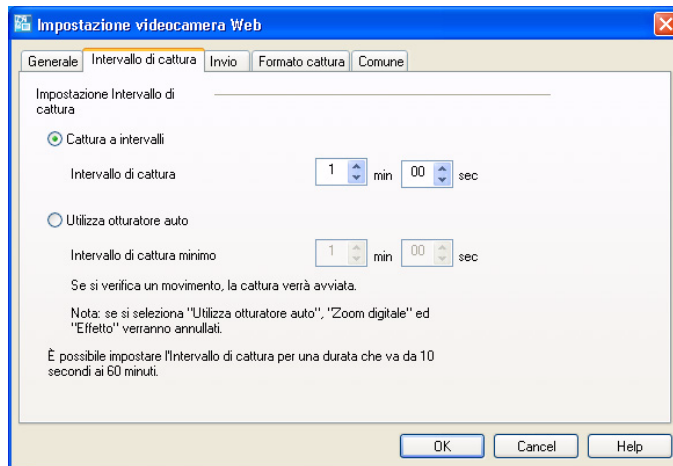 Impostazione videocamera Web
Generale Intervallo di cattura Invio Formato cattura Comune
Impostazione Intervallo di
cattura
Cattura a intervalli
Intervallo di cattura 1 min 00 sec
Utilizza otturatore auto
Intervallo di cattura minimo 1 min 00 sec
Se si verifica un movimento, la cattura verrà avviata.
Nota: se si seleziona "Utilizza otturatore auto", "Zoom digitale" ed
"Effetto" verranno annullati.
È possibile impostare l'Intervallo di cattura per una durata che va da 10
secondi ai 60 minuti.
OK Cancel Help